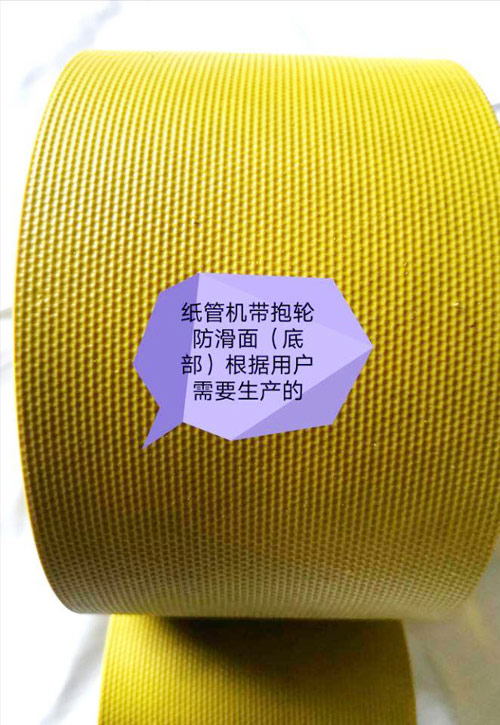 纸管机带抱轮
防滑面（底
部）根据用户
需要生产的